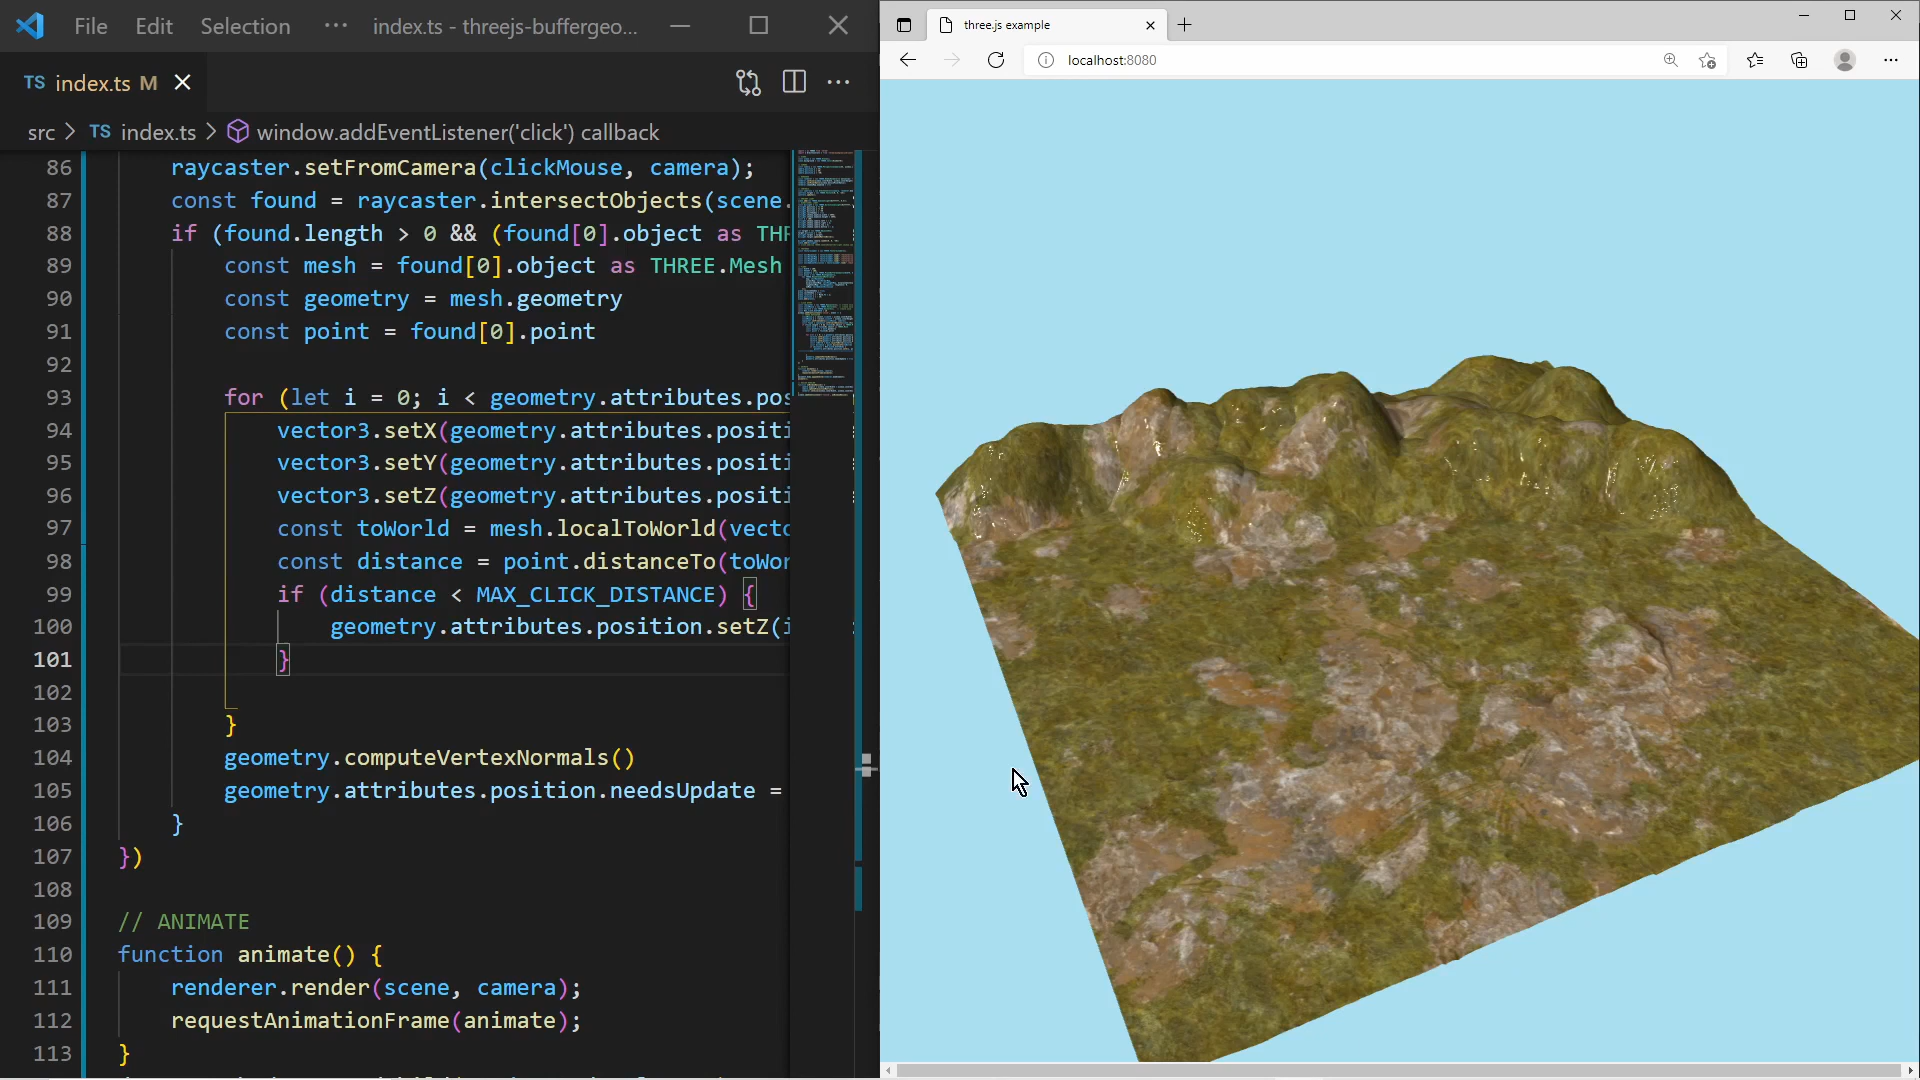 File Edit Selection ··· index.ts - threejs-buffergeo...
TS index.ts M
src > TS index.ts > window.addEventListener('click') callback
86 raycaster.setFromCamera(clickMouse, camera);
87 const found = raycaster.intersectObjects(scene.
88 if (found.length > 0 && (found[0].object as THR
89 const mesh = found[0].object as THREE.Mesh
90 const geometry = mesh.geometry
91 const point = found[0].point
92
93 for (let i = 0; i < geometry.attributes.pos
94 vector3.setX(geometry.attributes.positi
95 vector3.setY(geometry.attributes.positi
96 vector3.setZ(geometry.attributes.positi
97 const toWorld = mesh.localToWorld(vecto
98 const distance = point.distanceTo(toWor
99 if (distance < MAX_CLICK_DISTANCE) {
100 geometry.attributes.position.setZ(i
101 }
102
103 }
104 geometry.computeVertexNormals()
105 geometry.attributes.position.needsUpdate =
106 }
107 })
108
109 // ANIMATE
110 function animate() {
111 renderer.render(scene, camera);
112 requestAnimationFrame(animate);
113 }
three.js example
localhost:8080